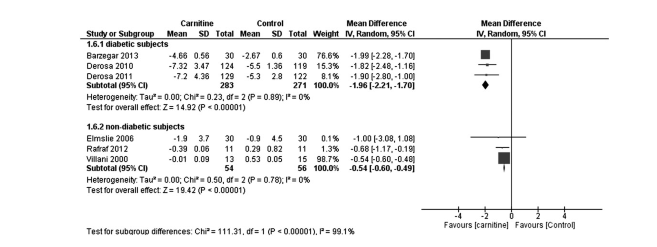 Carnitine Control Mean Difference Mean Difference
Study or Subgroup Mean SD Total Mean SD Total Weight IV, Random, 95% CI IV, Random, 95% CI
1.6.1 diabetic subjects
Barzegar 2013 -4.66 0.56 30 -2.67 0.6 30 76.6% -1.99 [-2.28, -1.70]
Derosa 2010 -7.32 3.47 124 -5.5 1.36 119 13.8% -1.82 [-2.48, -1.16]
Derosa 2011 -7.2 4.36 129 -5.3 2.8 122 8.1% -1.90 [-2.80, -1.00]
Subtotal (95% CI) 283 271 100.0% -1.96 [-2.21, -1.70]
Heterogeneity: Tau² = 0.00; Chi² = 0.23, df = 2 (P = 0.89); I² = 0%
Test for overall effect: Z = 14.92 (P < 0.00001)
1.6.2 non-diabetic subjects
Elmslie 2006 -1.9 3.7 30 -0.9 4.5 30 0.1% -1.00 [-3.08, 1.08]
Rafraf 2012 -0.39 0.06 11 0.29 0.82 11 1.2% -0.68 [-1.17, -0.19]
Villani 2000 -0.01 0.09 13 0.53 0.05 15 98.7% -0.54 [-0.60, -0.48]
Subtotal (95% CI) 54 56 100.0% -0.54 [-0.60, -0.49]
Heterogeneity: Tau² = 0.00; Chi² = 0.50, df = 2 (P = 0.78); I² = 0%
Test for overall effect: Z = 19.42 (P < 0.00001)
-4 -2 0 2 4
Favours [carnitine] Favours [Control]
Test for subgroup differences: Chi² = 111.31, df = 1 (P < 0.00001), I² = 99.1%